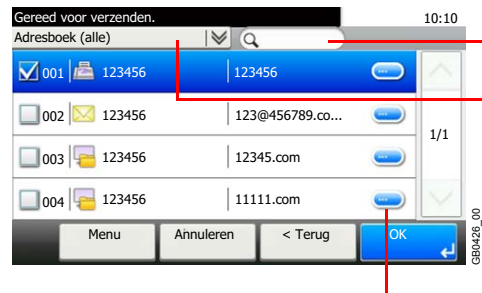 Gereed voor verzenden. 10:10
Adresboek (alle)
001 123456 123456
002 123456 123@456789.co...
1/1
003 123456 12345.com
004 123456 11111.com
Menu Annuleren < Terug OK
GB0426_00